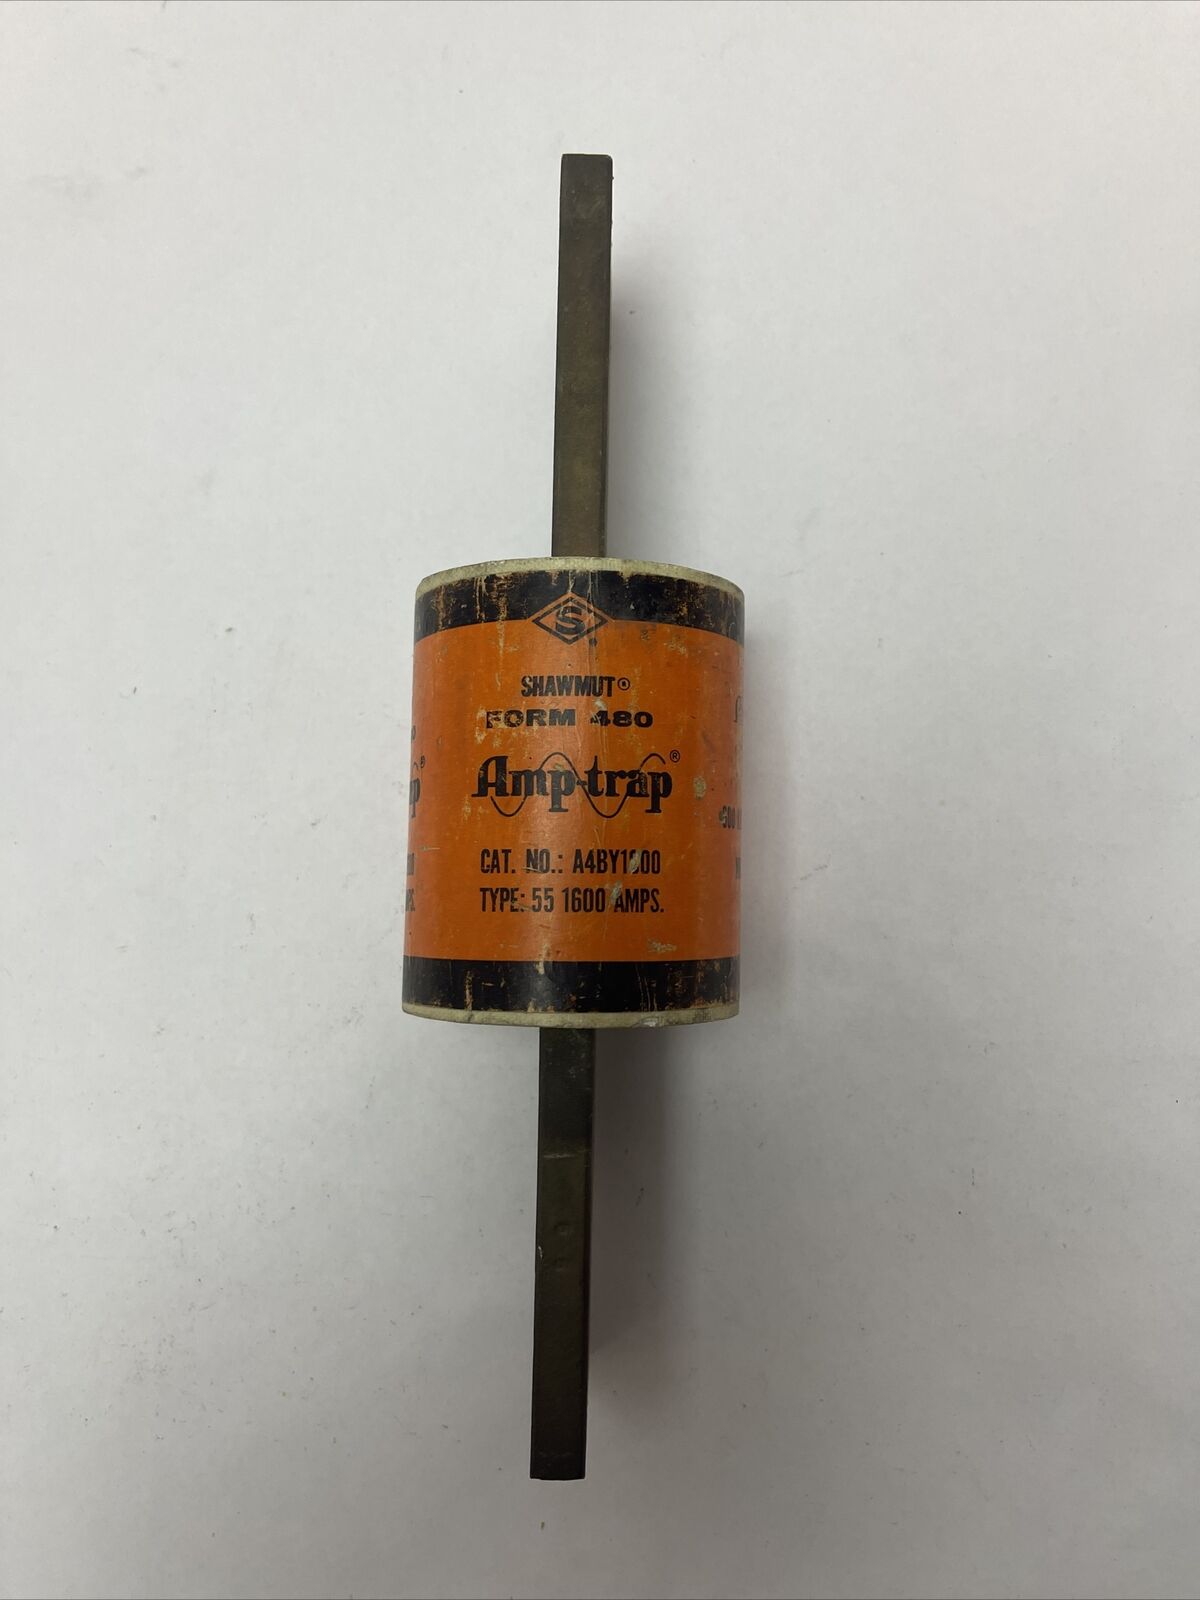 S
SHAWMUT®
FORM 480
Amp-trap®
CAT. NO.: A4BY1600
TYPE: 55 1600 AMPS.